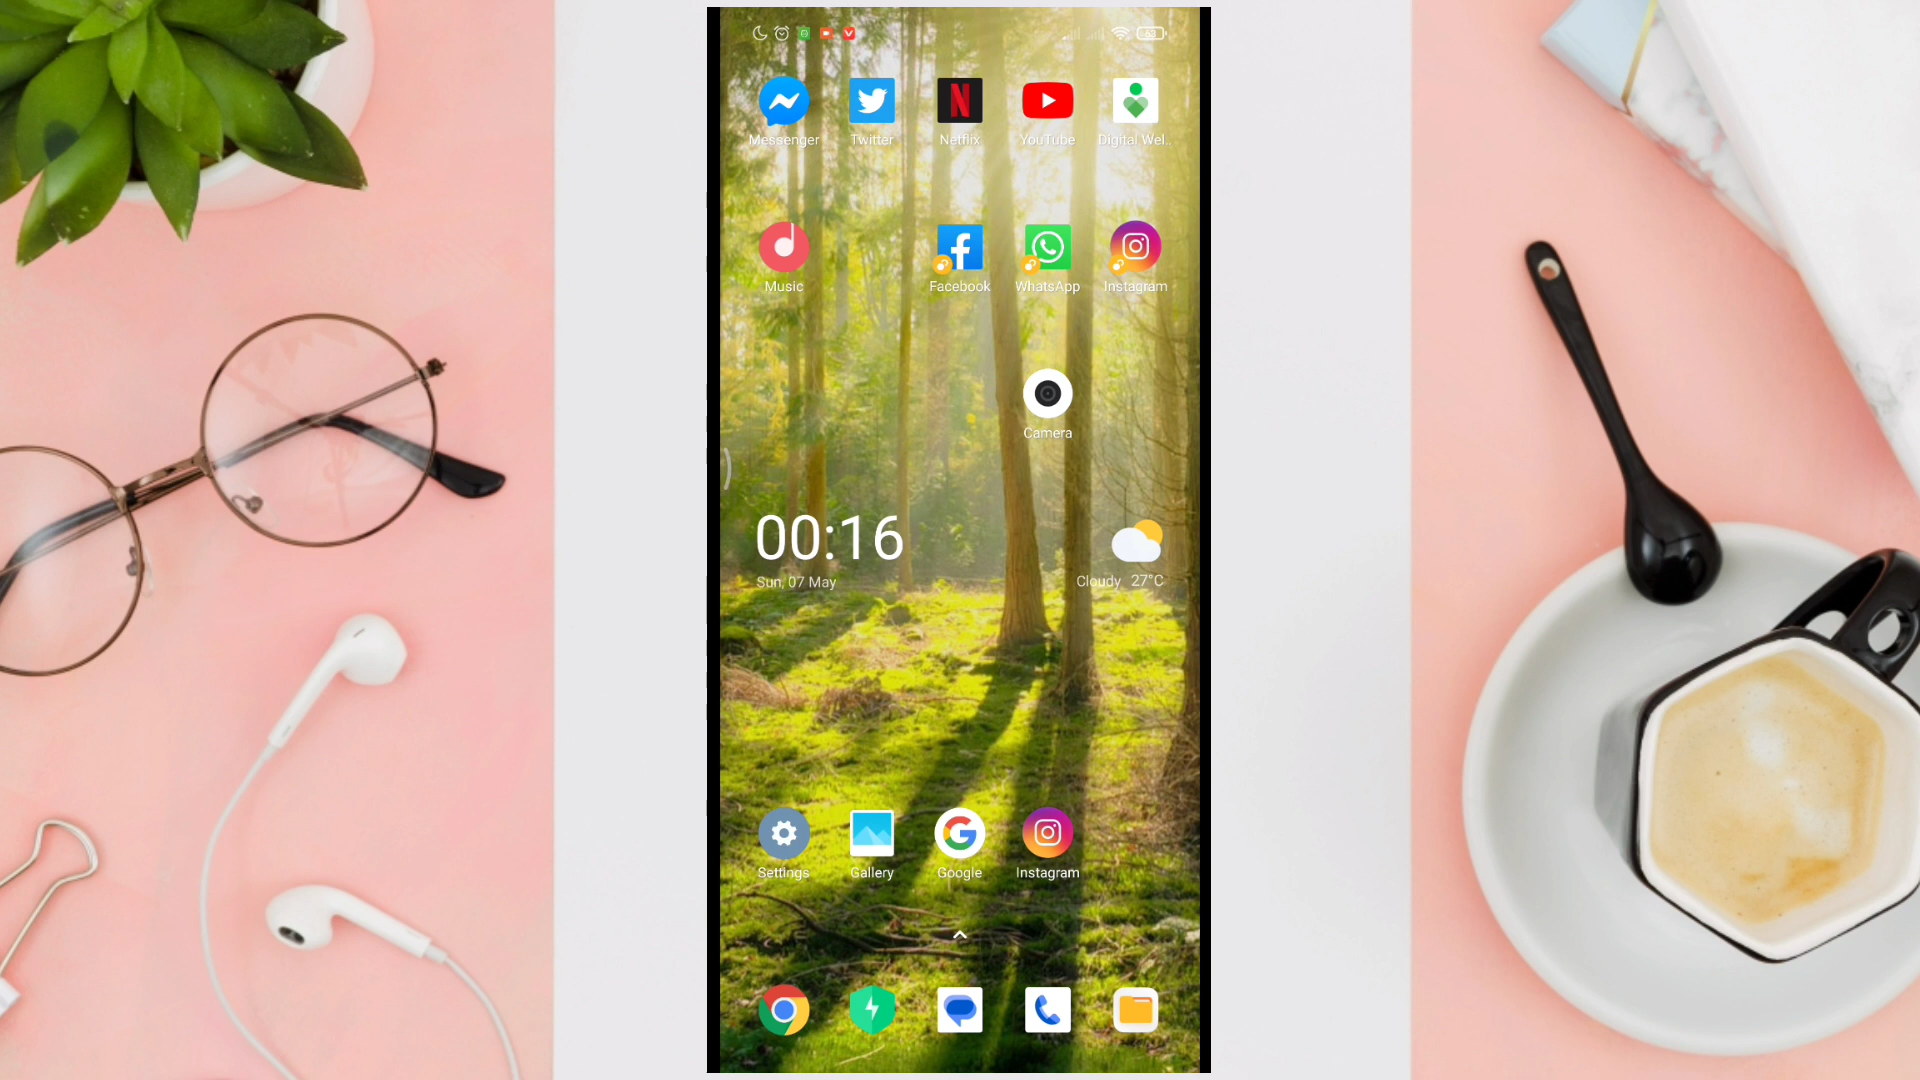 63
Messenger Twitter Netflix YouTube Digital Wel..
Music Facebook WhatsApp Instagram
Camera
00:16
Sun, 07 May
Cloudy 27°C
Settings Gallery Google Instagram